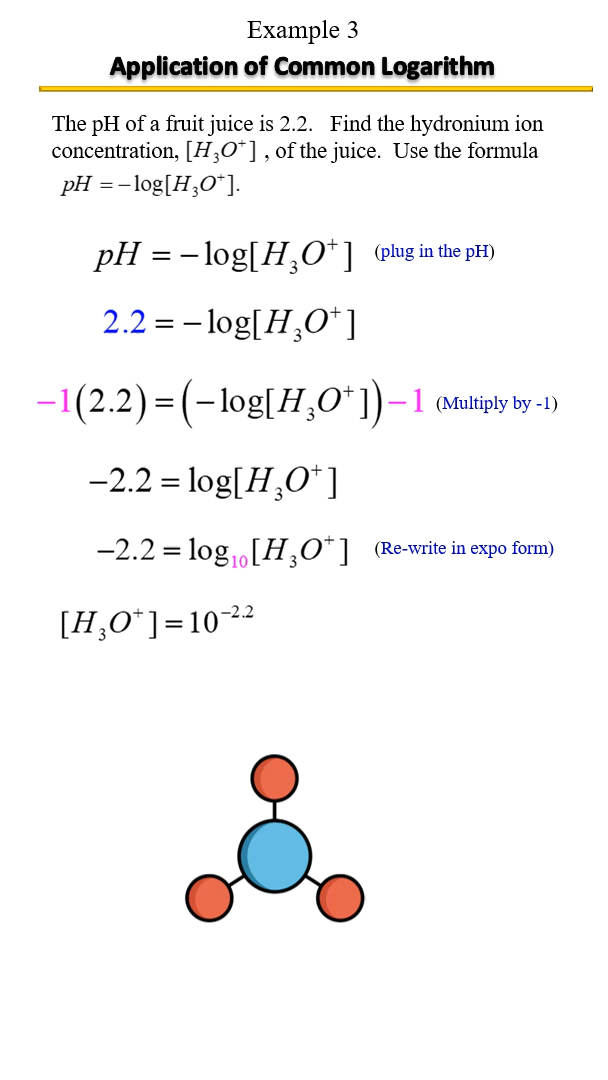 Example 3
Application of Common Logarithm
The pH of a fruit juice is 2.2. Find the hydronium ion
concentration, [H₃O⁺] , of the juice. Use the formula
pH = −log[H₃O⁺].
pH = − log[H₃O⁺] (plug in the pH)
2.2 = − log[H₃O⁺]
−1(2.2) = (− log[H₃O⁺])−1 (Multiply by -1)
−2.2 = log[H₃O⁺]
−2.2 = log₁₀[H₃O⁺] (Re-write in expo form)
[H₃O⁺] = 10⁻²·²